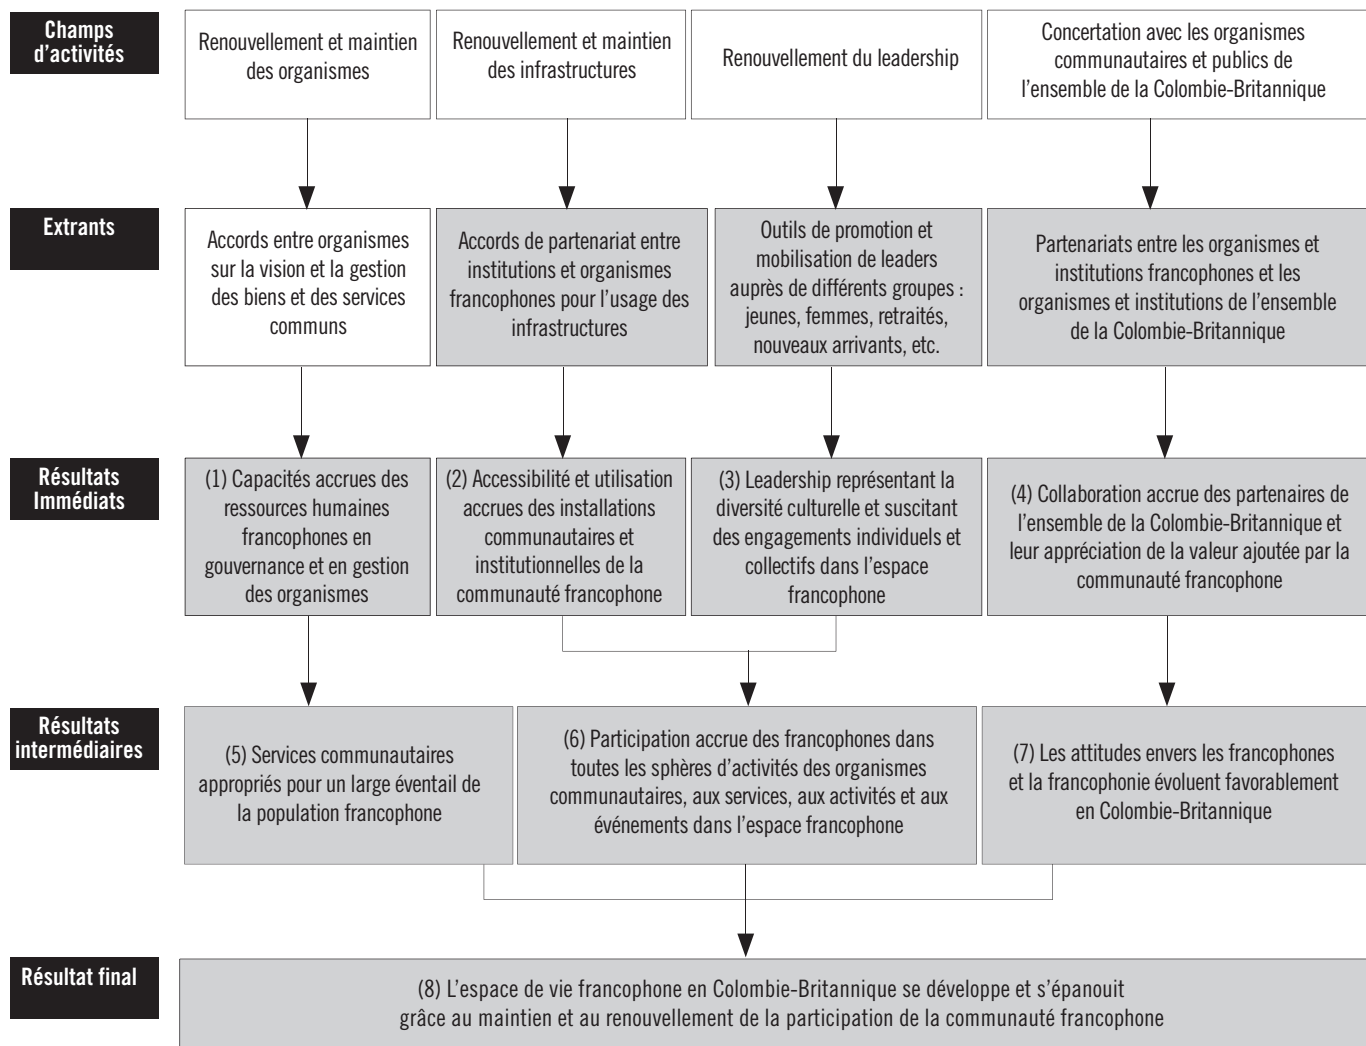 Champs
d’activités
Renouvellement et maintien
des organismes
Renouvellement et maintien
des infrastructures
Renouvellement du leadership
Concertation avec les organismes
communautaires et publics de
l’ensemble de la Colombie-Britannique
Extrants
Accords entre organismes
sur la vision et la gestion
des biens et des services
communs
Accords de partenariat entre
institutions et organismes
francophones pour l’usage des
infrastructures
Outils de promotion et
mobilisation de leaders
auprès de différents groupes :
jeunes, femmes, retraités,
nouveaux arrivants, etc.
Partenariats entre les organismes et
institutions francophones et les
organismes et institutions de l’ensemble
de la Colombie-Britannique
Résultats
Immédiats
(1) Capacités accrues des
ressources humaines
francophones en
gouvernance et en gestion
des organismes
(2) Accessibilité et utilisation
accrues des installations
communautaires et
institutionnelles de la
communauté francophone
(3) Leadership représentant la
diversité culturelle et suscitant
des engagements individuels et
collectifs dans l’espace
francophone
(4) Collaboration accrue des partenaires de
l’ensemble de la Colombie-Britannique et
leur appréciation de la valeur ajoutée par la
communauté francophone
Résultats
intermédiaires
(5) Services communautaires
appropriés pour un large éventail de
la population francophone
(6) Participation accrue des francophones dans
toutes les sphères d’activités des organismes
communautaires, aux services, aux activités et aux
événements dans l’espace francophone
(7) Les attitudes envers les francophones
et la francophonie évoluent favorablement
en Colombie-Britannique
Résultat final
(8) L’espace de vie francophone en Colombie-Britannique se développe et s’épanouit
grâce au maintien et au renouvellement de la participation de la communauté francophone